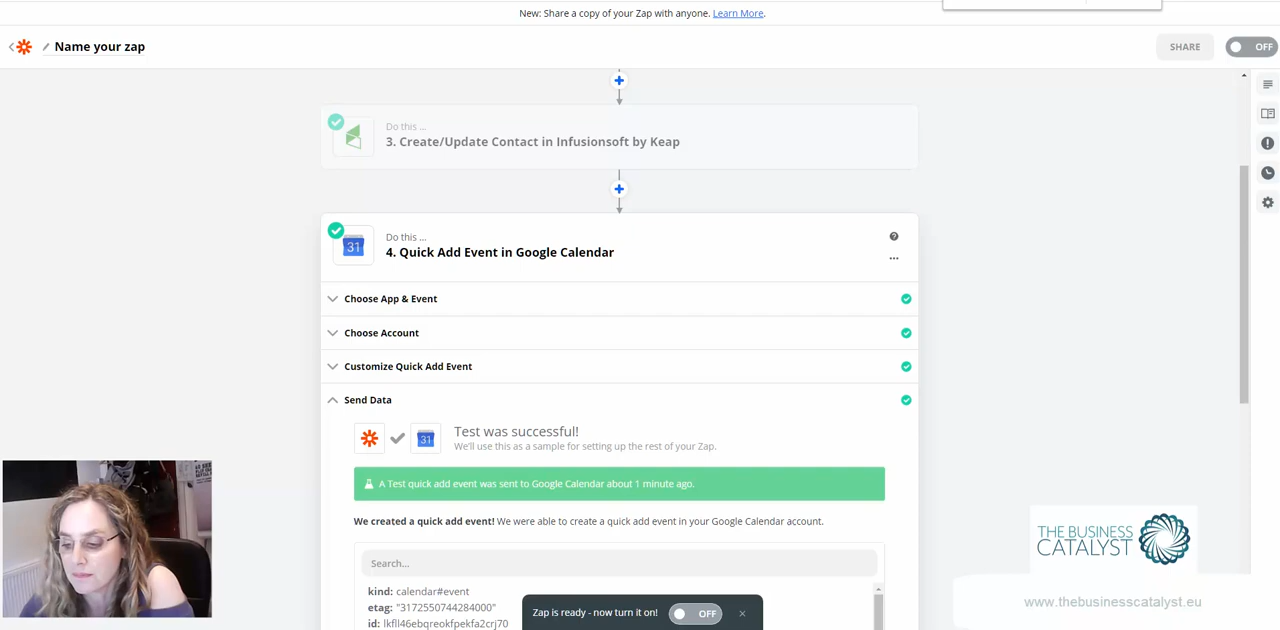 New: Share a copy of your Zap with anyone. Learn More.
Name your zap
SHARE
OFF
Do this ...
3. Create/Update Contact in Infusionsoft by Keap
Do this ...
31
4. Quick Add Event in Google Calendar
Choose App & Event
Choose Account
Customize Quick Add Event
Send Data
31
Test was successful!
We'll use this as a sample for setting up the rest of your Zap.
A Test quick add event was sent to Google Calendar about 1 minute ago.
We created a quick add event! We were able to create a quick add event in your Google Calendar account.
Search...
kind: calendar#event
etag: "3172550744284000"
id: lkfll46ebqreokfpekfa2crj70
Zap is ready - now turn it on!
OFF
THE BUSINESS
CATALYST
www.thebusinesscatalyst.eu